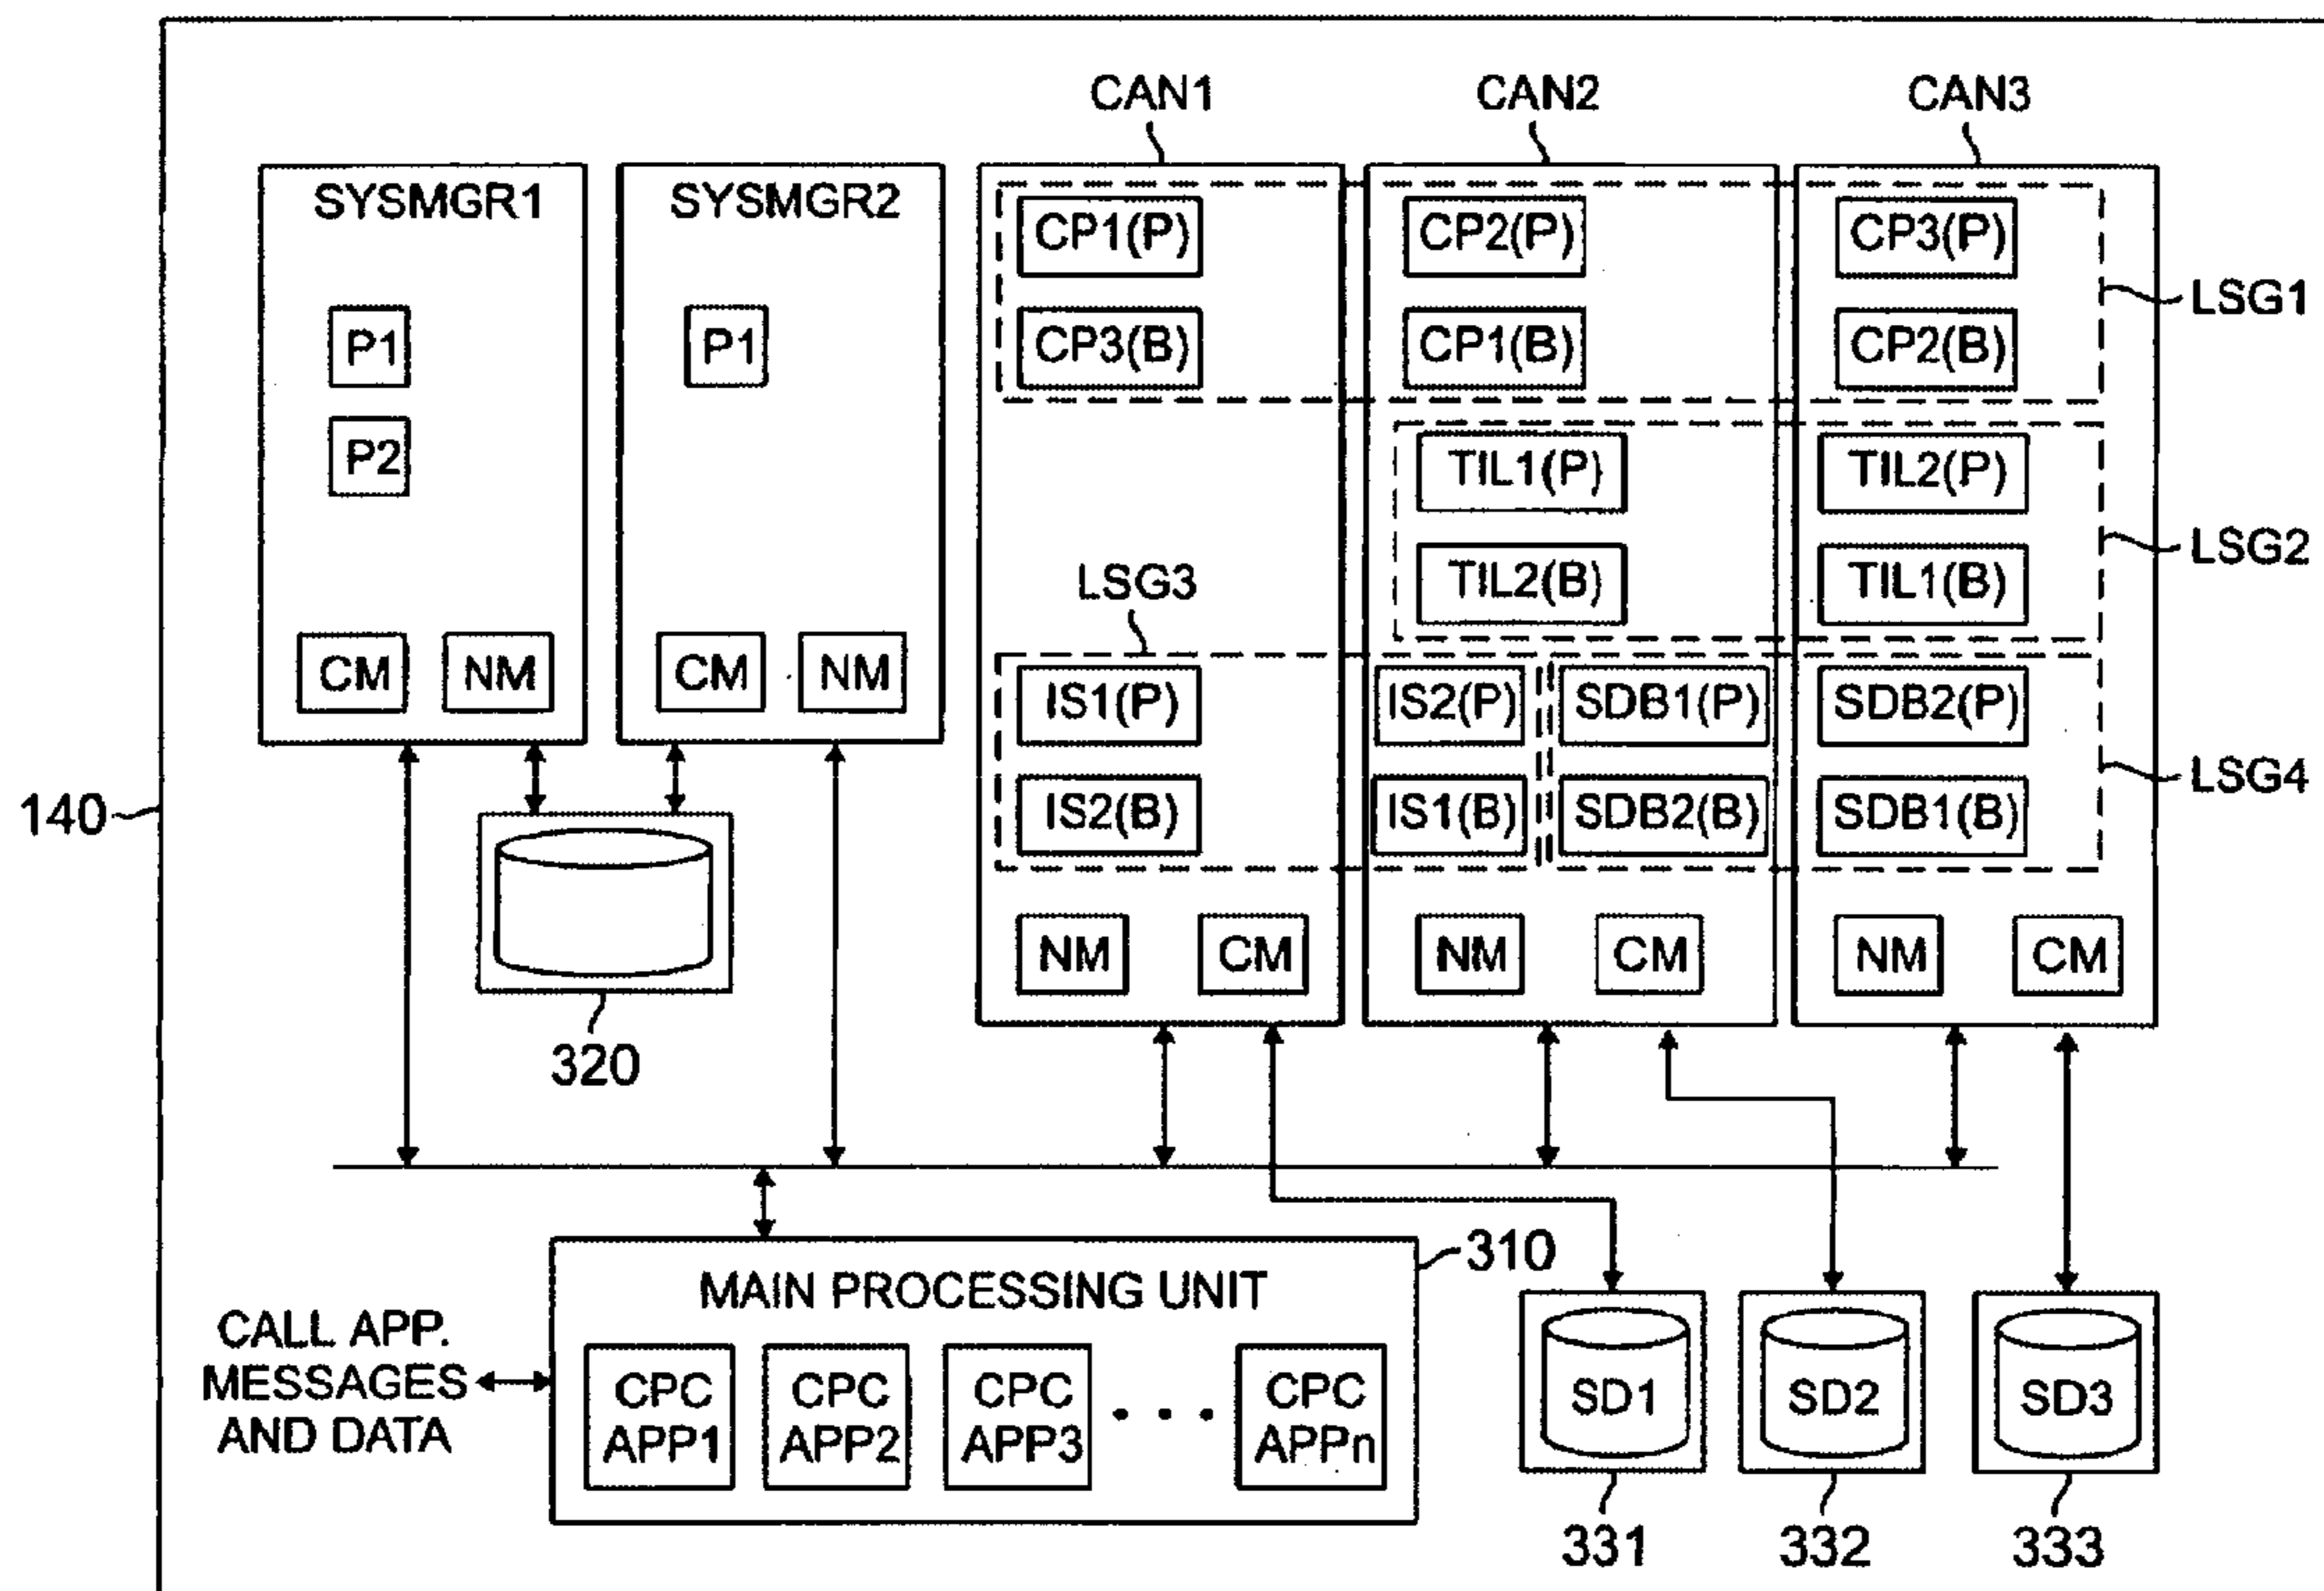 CAN1 CAN2 CAN3
SYSMGR1 SYSMGR2
CP1(P) CP2(P) CP3(P)
LSG1
P1 P1 CP3(B) CP1(B) CP2(B)
P2 TIL1(P) TIL2(P)
LSG2
LSG3 TIL2(B) TIL1(B)
CM NM CM NM IS1(P) IS2(P) SDB1(P) SDB2(P)
LSG4
140 IS2(B) IS1(B) SDB2(B) SDB1(B)
NM CM NM CM NM CM
320
310
MAIN PROCESSING UNIT
CALL APP.
MESSAGES
AND DATA
CPC
APP1
CPC
APP2
CPC
APP3
• • •
CPC
APPn
SD1 SD2 SD3
331 332 333